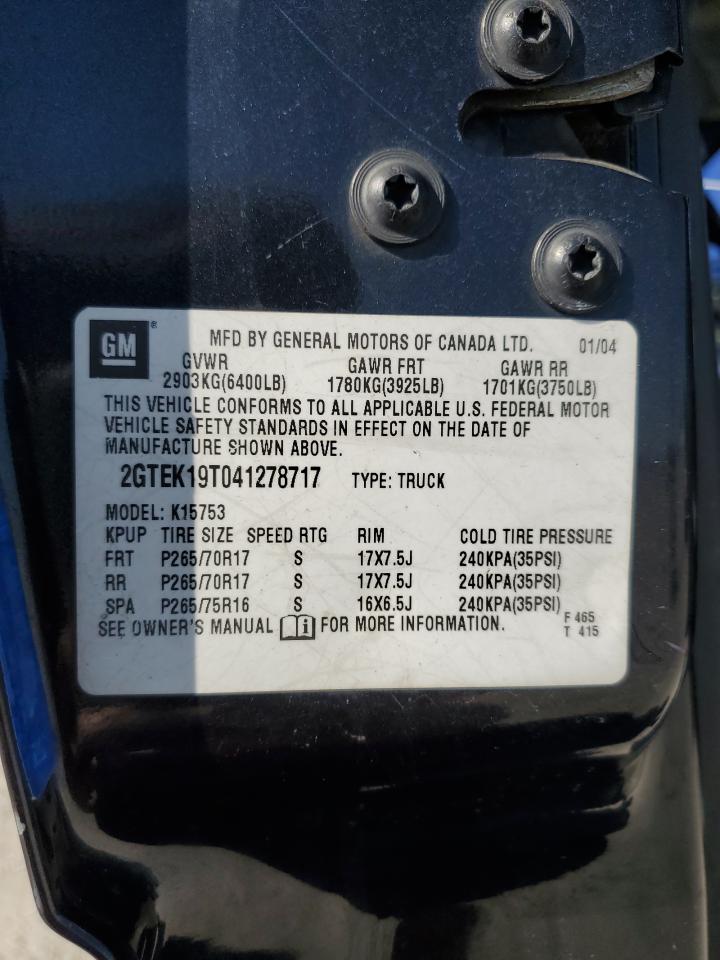 GM® MFD BY GENERAL MOTORS OF CANADA LTD. 01/04
GVWR GAWR FRT GAWR RR
2903KG(6400LB) 1780KG(3925LB) 1701KG(3750LB)
THIS VEHICLE CONFORMS TO ALL APPLICABLE U.S. FEDERAL MOTOR
VEHICLE SAFETY STANDARDS IN EFFECT ON THE DATE OF
MANUFACTURE SHOWN ABOVE.
2GTEK19T041278717 TYPE: TRUCK
MODEL: K15753
KPUP TIRE SIZE SPEED RTG RIM COLD TIRE PRESSURE
FRT P265/70R17 S 17X7.5J 240KPA(35PSI)
RR P265/70R17 S 17X7.5J 240KPA(35PSI)
SPA P265/75R16 S 16X6.5J 240KPA(35PSI)
SEE OWNER'S MANUAL i FOR MORE INFORMATION. F 465
T 415